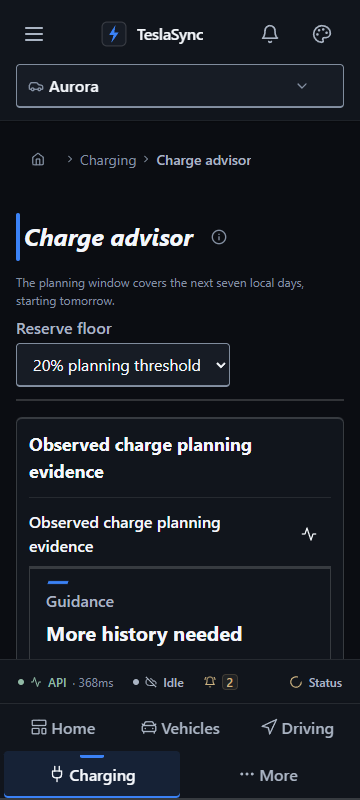 TeslaSync
Aurora
Charging
Charge advisor
Charge advisor
The planning window covers the next seven local days,
starting tomorrow.
Reserve floor
20% planning threshold
Observed charge planning
evidence
Observed charge planning
evidence
Guidance
More history needed
API · 368ms
Idle
2
Status
Home
Vehicles
Driving
Charging
More